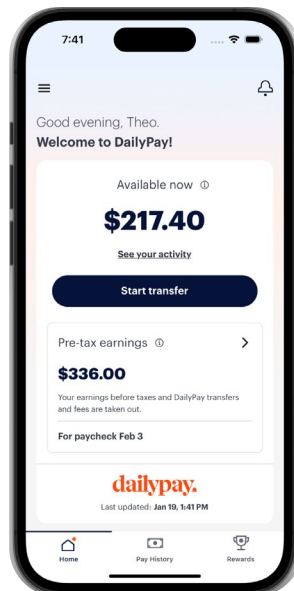 7:41
Good evening, Theo.
Welcome to DailyPay!
Available now
$217.40
See your activity
Start transfer
Pre-tax earnings
$336.00
Your earnings before taxes and DailyPay transfers
and fees are taken out.
For paycheck Feb 3
dailypay.
Last updated: Jan 19, 1:41 PM
Home Pay History Rewards